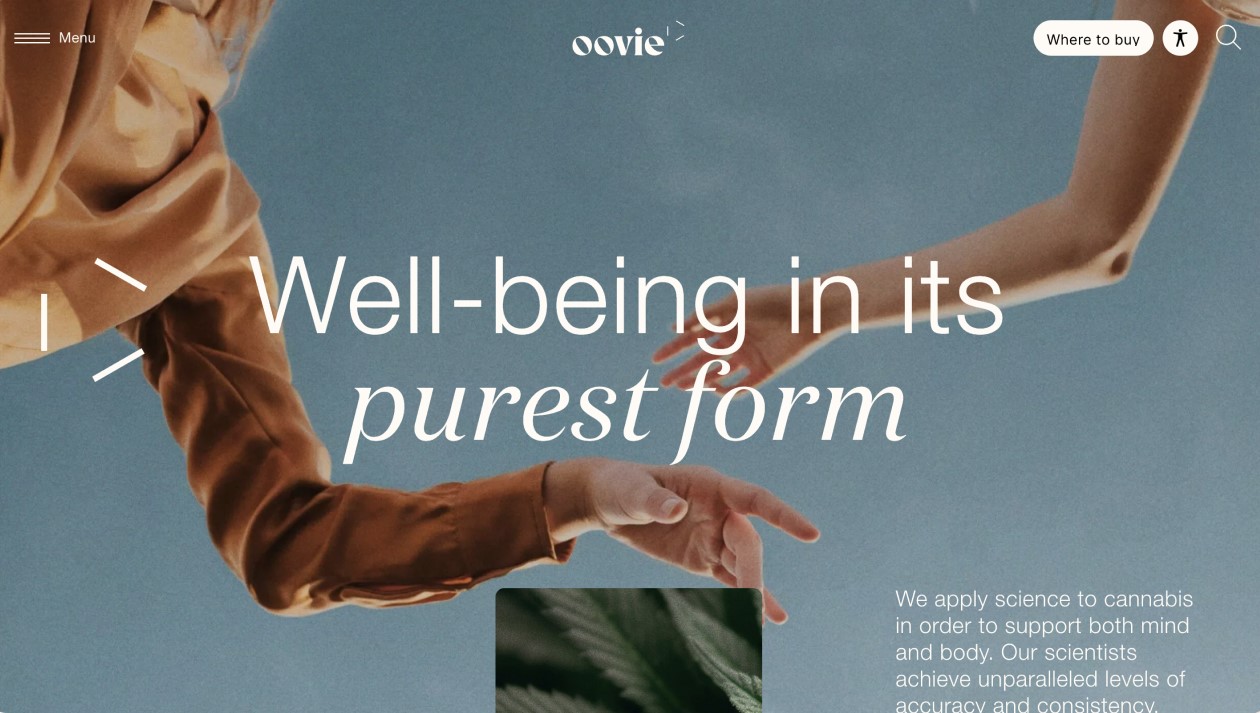 Menu
oovie
Where to buy
Well-being in its
purest form
We apply science to cannabis
in order to support both mind
and body. Our scientists
achieve unparalleled levels of
accuracy and consistency.